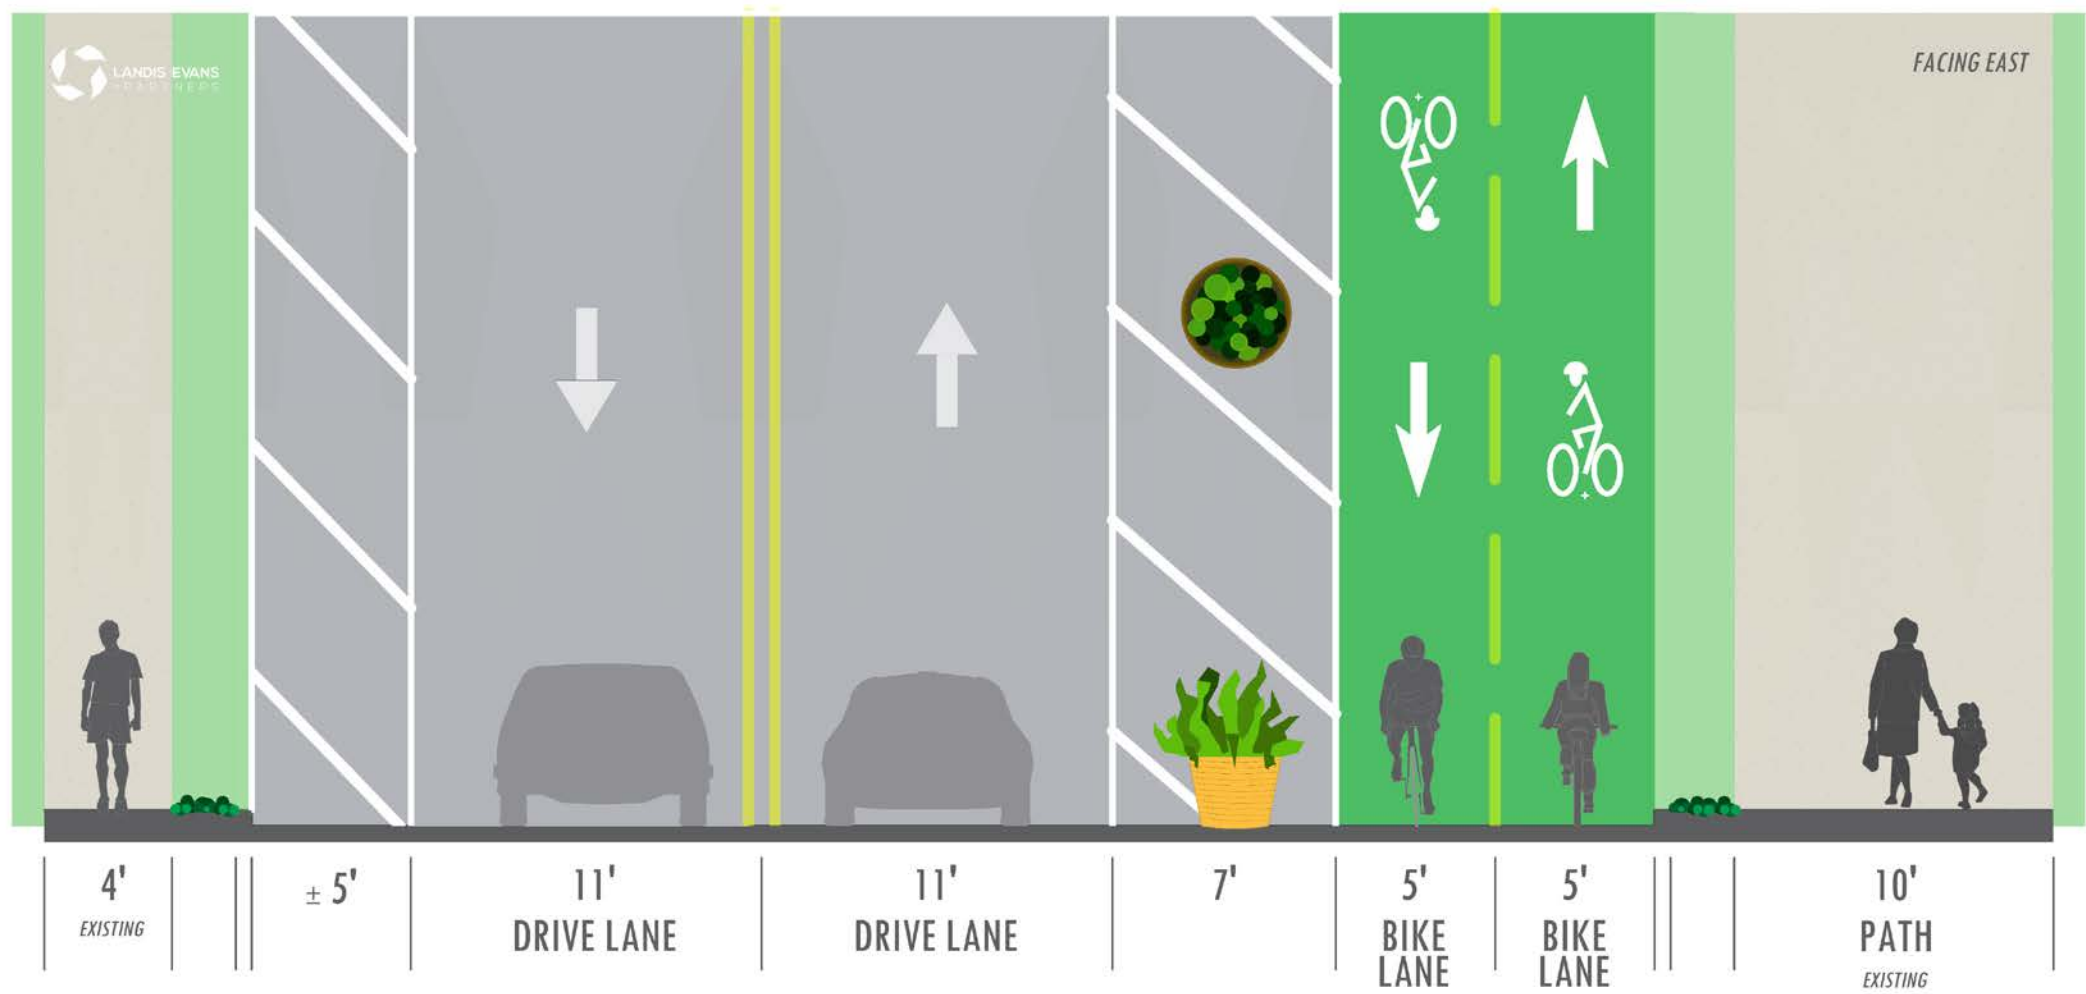 LANDIS EVANS
+PARTNERS
FACING EAST
4'
EXISTING
± 5'
11'
DRIVE LANE
11'
DRIVE LANE
7'
5'
BIKE
LANE
5'
BIKE
LANE
10'
PATH
EXISTING